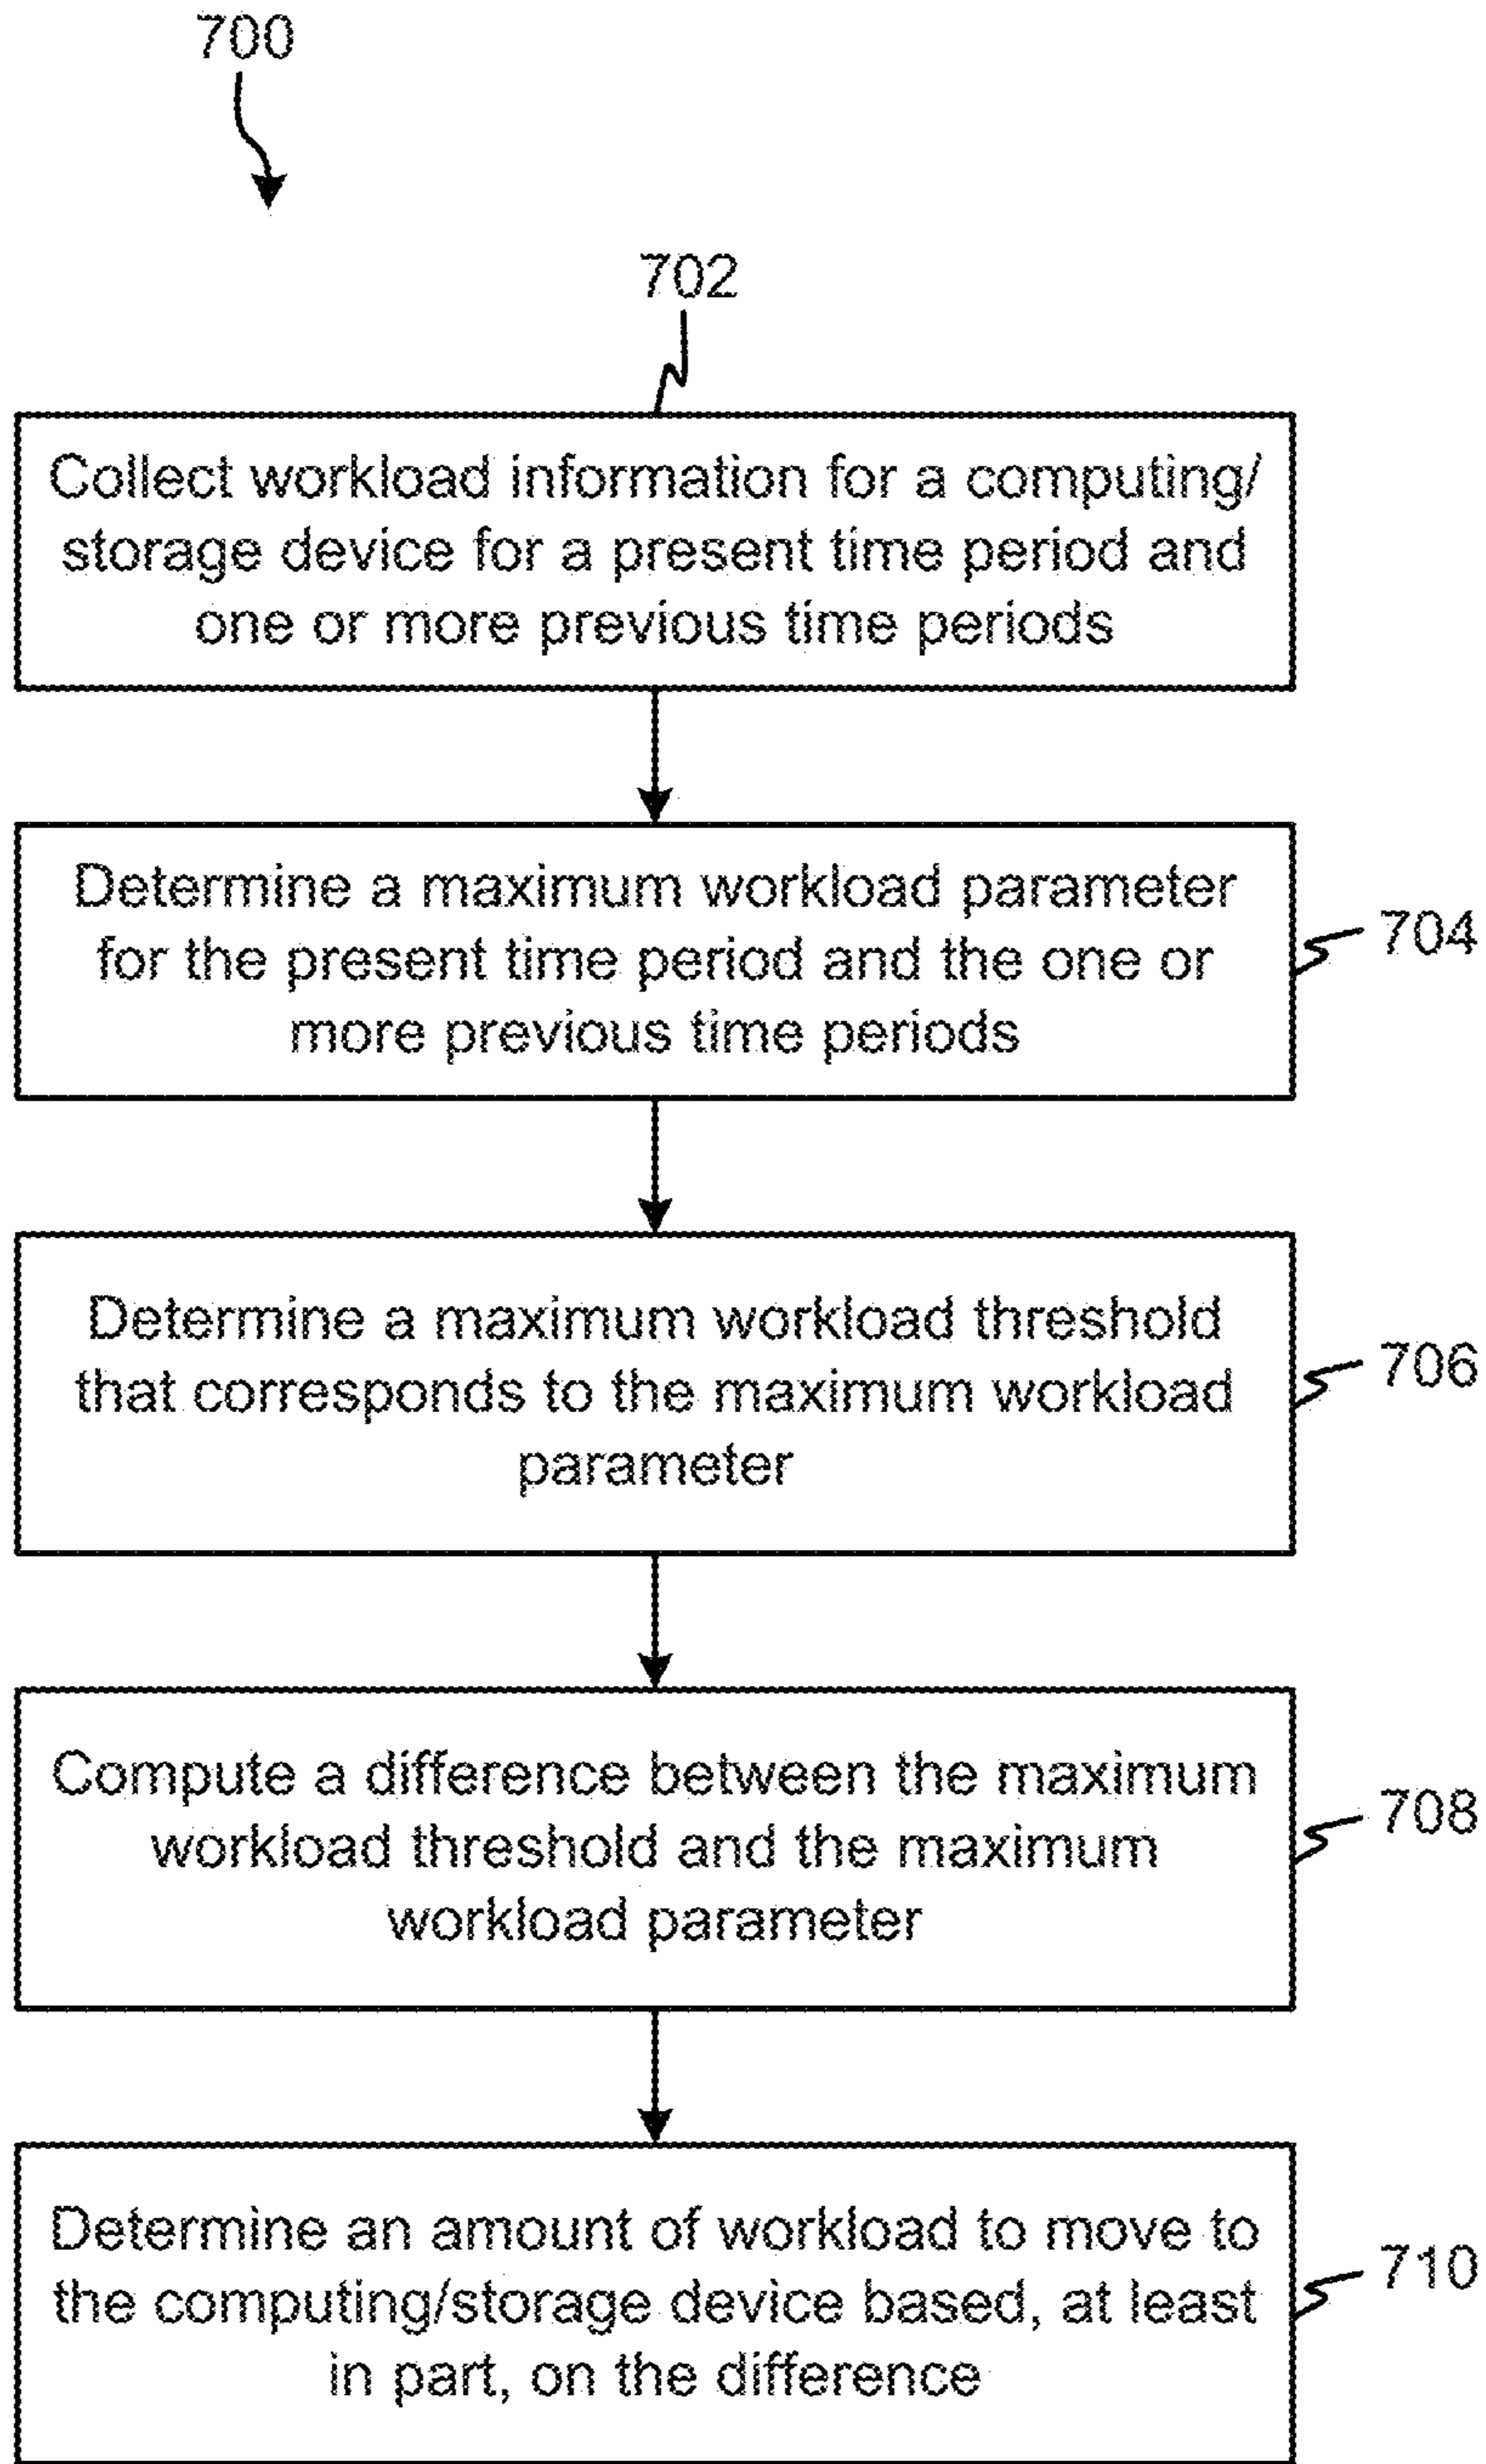 700
702
Collect workload information for a computing/
storage device for a present time period and
one or more previous time periods
Determine a maximum workload parameter
for the present time period and the one or
more previous time periods
704
Determine a maximum workload threshold
that corresponds to the maximum workload
parameter
706
Compute a difference between the maximum
workload threshold and the maximum
workload parameter
708
Determine an amount of workload to move to
the computing/storage device based, at least
in part, on the difference
710